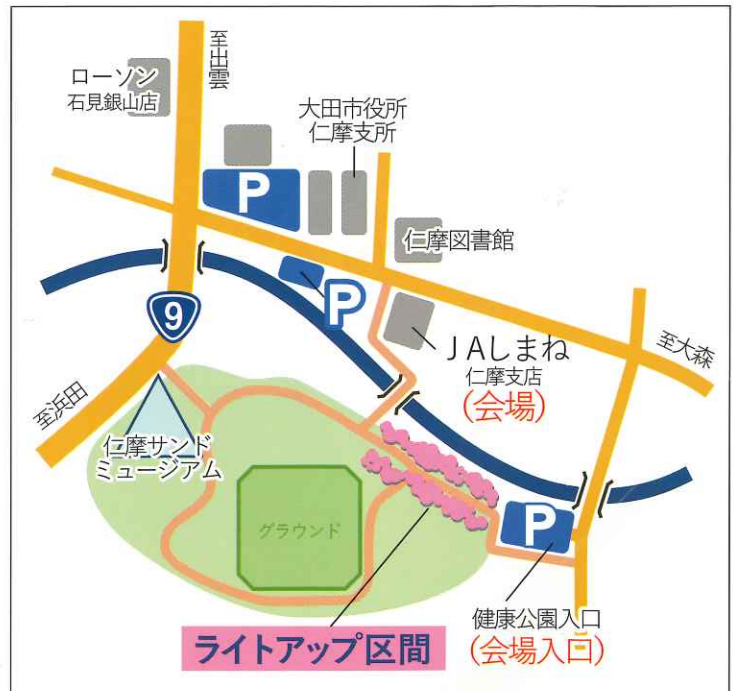 至出雲
ローソン
石見銀山店
大田市役所
仁摩支所
P
仁摩図書館
P
9
JAしまね
仁摩支店
(会場)
至大森
至浜田
仁摩サンド
ミュージアム
グラウンド
P
健康公園入口
(会場入口)
ライトアップ区間